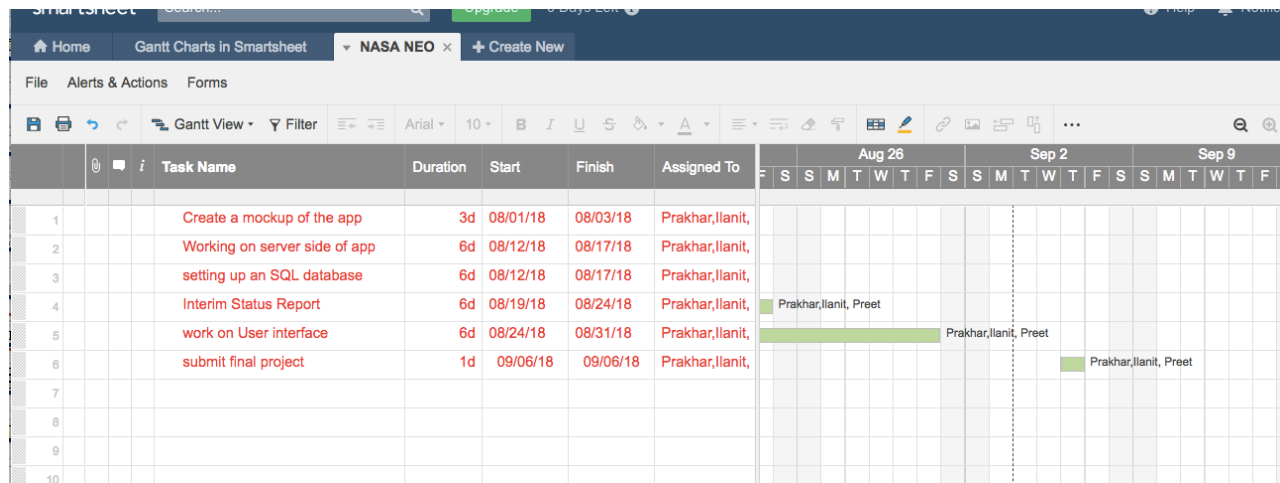 smartsheet Search... Upgrade Days Left Help
Home Gantt Charts in Smartsheet NASA NEO × + Create New
File Alerts & Actions Forms
Gantt View Filter Arial 10 B I U S A ...
Aug 26 Sep 2 Sep 9
i Task Name Duration Start Finish Assigned To F S S M T W T F S S M T W T F S S M T W T F
1 Create a mockup of the app 3d 08/01/18 08/03/18 Prakhar,Ilanit,
2 Working on server side of app 6d 08/12/18 08/17/18 Prakhar,Ilanit,
3 setting up an SQL database 6d 08/12/18 08/17/18 Prakhar,Ilanit,
4 Interim Status Report 6d 08/19/18 08/24/18 Prakhar,Ilanit, Prakhar,Ilanit, Preet
5 work on User interface 6d 08/24/18 08/31/18 Prakhar,Ilanit, Prakhar,Ilanit, Preet
6 submit final project 1d 09/06/18 09/06/18 Prakhar,Ilanit, Prakhar,Ilanit, Preet
7
8
9
10